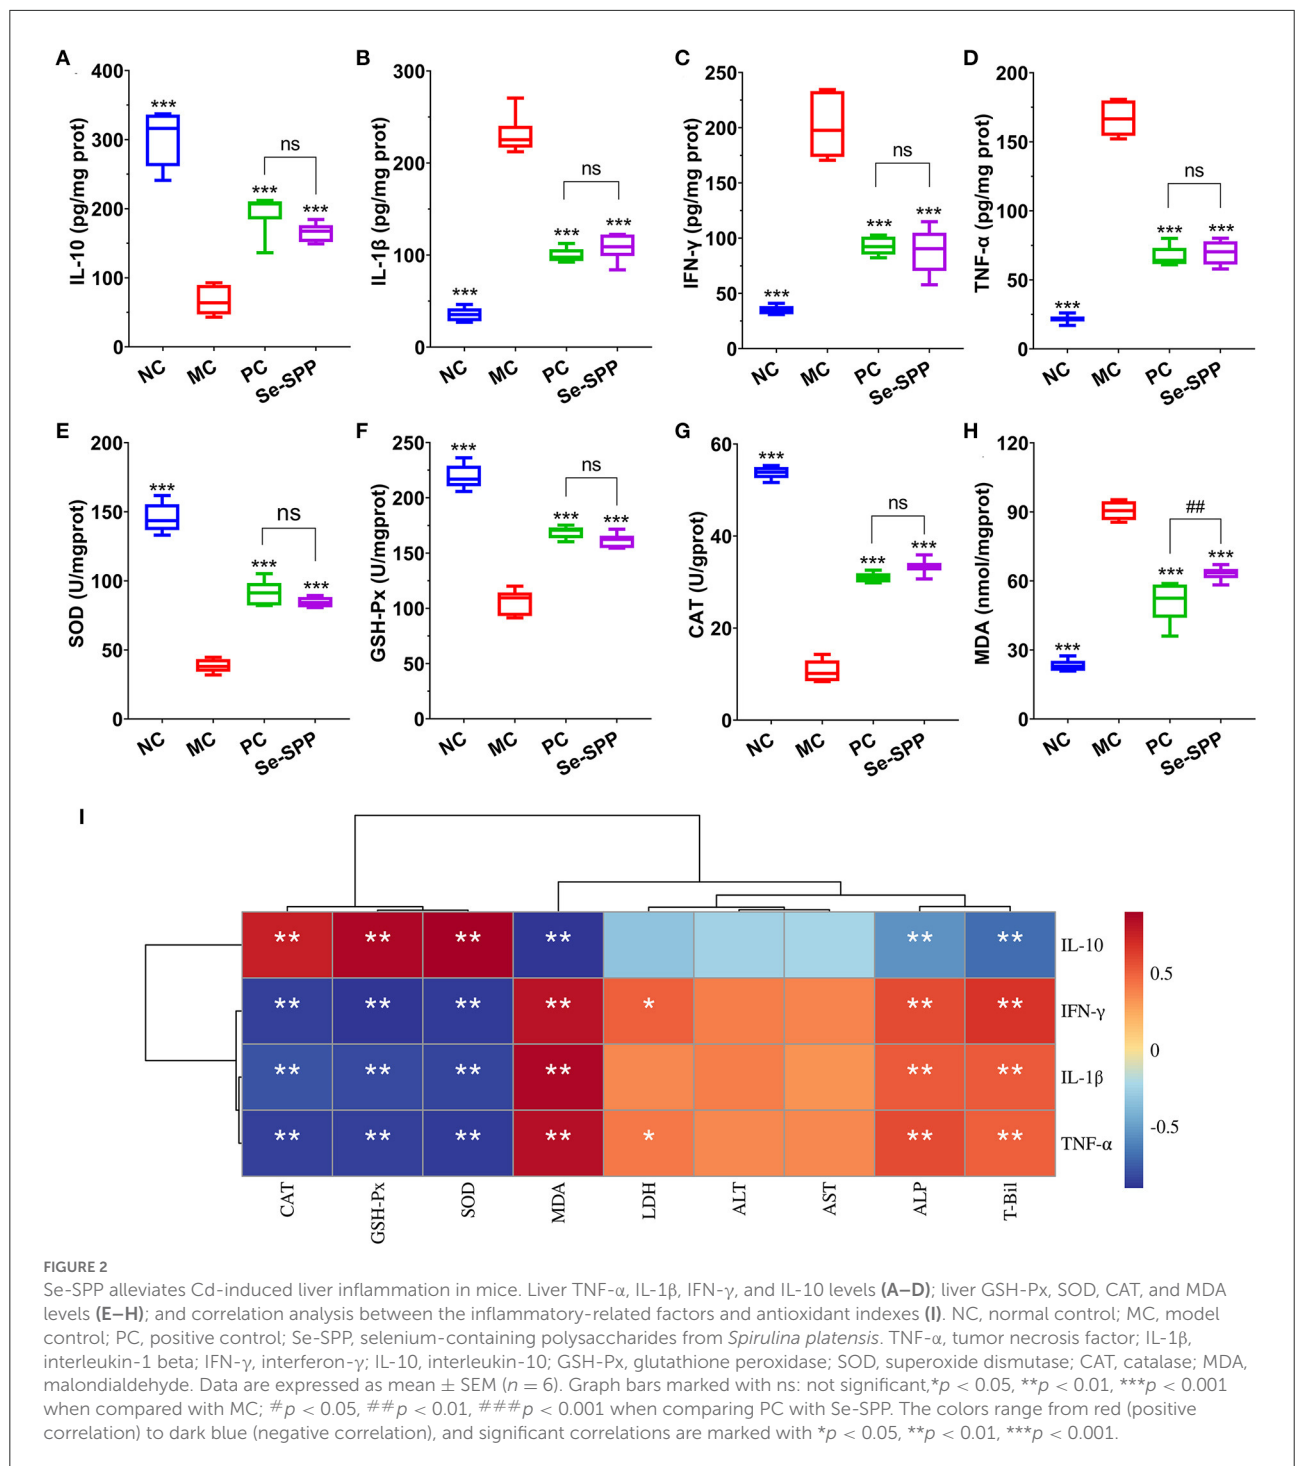 A
IL-10 (pg/mg prot)
400
300
200
100
0
***
***
***
ns
NC
MC
PC
Se-SPP
B
IL-1β (pg/mg prot)
300
200
100
0
***
***
***
ns
NC
MC
PC
Se-SPP
C
IFN-γ (pg/mg prot)
250
200
150
100
50
0
***
***
***
ns
NC
MC
PC
Se-SPP
D
TNF-α (pg/mg prot)
200
150
100
50
0
***
***
***
ns
NC
MC
PC
Se-SPP
E
SOD (U/mgprot)
200
150
100
50
0
***
***
***
ns
NC
MC
PC
Se-SPP
F
GSH-Px (U/mgprot)
250
200
150
100
50
0
***
***
***
ns
NC
MC
PC
Se-SPP
G
CAT (U/gprot)
60
40
20
0
***
***
***
ns
NC
MC
PC
Se-SPP
H
MDA (nmol/mgprot)
120
90
60
30
0
***
***
***
##
NC
MC
PC
Se-SPP
I
** ** ** ** ** ** IL-10
** ** ** ** * ** ** IFN-γ
** ** ** ** ** ** IL-1β
** ** ** ** * ** ** TNF-α
CAT
GSH-Px
SOD
MDA
LDH
ALT
AST
ALP
T-Bil
0.5
0
-0.5
FIGURE 2
Se-SPP alleviates Cd-induced liver inflammation in mice. Liver TNF-α, IL-1β, IFN-γ, and IL-10 levels (A–D); liver GSH-Px, SOD, CAT, and MDA
levels (E–H); and correlation analysis between the inflammatory-related factors and antioxidant indexes (I). NC, normal control; MC, model
control; PC, positive control; Se-SPP, selenium-containing polysaccharides from Spirulina platensis. TNF-α, tumor necrosis factor; IL-1β,
interleukin-1 beta; IFN-γ, interferon-γ; IL-10, interleukin-10; GSH-Px, glutathione peroxidase; SOD, superoxide dismutase; CAT, catalase; MDA,
malondialdehyde. Data are expressed as mean ± SEM (n = 6). Graph bars marked with ns: not significant,*p < 0.05, **p < 0.01, ***p < 0.001
when compared with MC; #p < 0.05, ##p < 0.01, ###p < 0.001 when comparing PC with Se-SPP. The colors range from red (positive
correlation) to dark blue (negative correlation), and significant correlations are marked with *p < 0.05, **p < 0.01, ***p < 0.001.